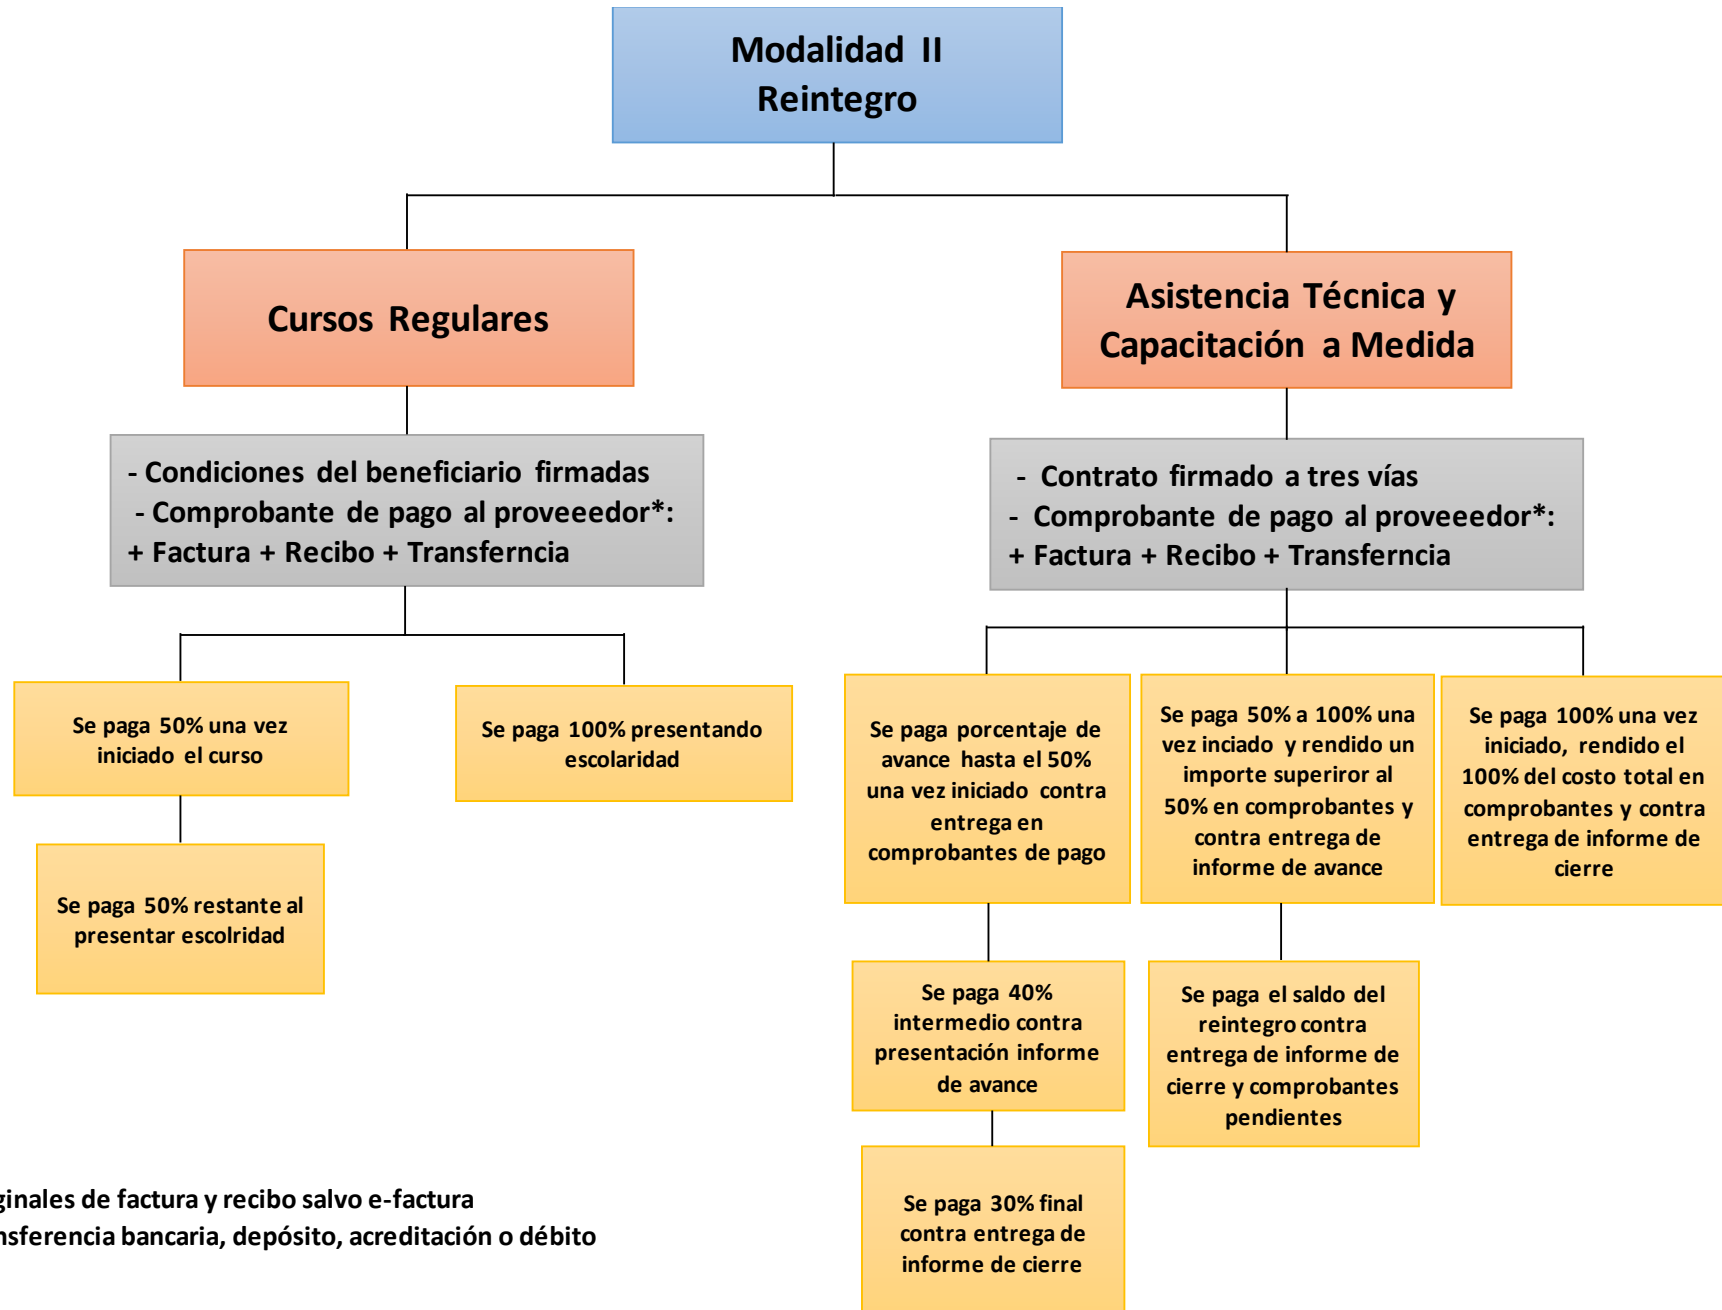 Modalidad II
Reintegro
Cursos Regulares
Asistencia Técnica y
Capacitación a Medida
- Condiciones del beneficiario firmadas
- Comprobante de pago al proveeedor*:
+ Factura + Recibo + Transferncia
- Contrato firmado a tres vías
- Comprobante de pago al proveeedor*:
+ Factura + Recibo + Transferncia
Se paga 50% una vez
iniciado el curso
Se paga 100% presentando
escolaridad
Se paga 50% restante al
presentar escolridad
Se paga porcentaje de
avance hasta el 50%
una vez iniciado contra
entrega en
comprobantes de pago
Se paga 50% a 100% una
vez inciado y rendido un
importe superiror al
50% en comprobantes y
contra entrega de
informe de avance
Se paga 100% una vez
iniciado, rendido el
100% del costo total en
comprobantes y contra
entrega de informe de
cierre
Se paga 40%
intermedio contra
presentación informe
de avance
Se paga el saldo del
reintegro contra
entrega de informe de
cierre y comprobantes
pendientes
Se paga 30% final
contra entrega de
informe de cierre
ginales de factura y recibo salvo e-factura
nsferencia bancaria, depósito, acreditación o débito